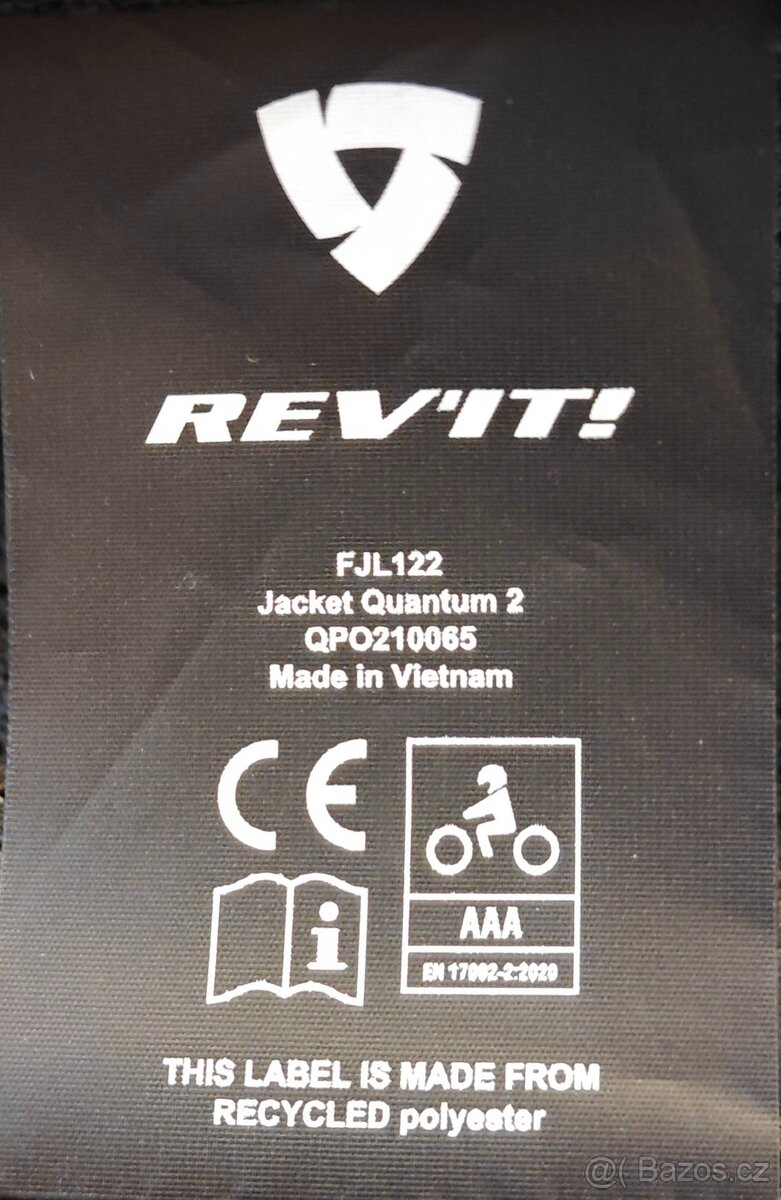 REV'IT!
FJL122
Jacket Quantum 2
QPO210065
Made in Vietnam
CE
i
AAA
EN 17092-2:2020
THIS LABEL IS MADE FROM
RECYCLED polyester
@( Bazos.cz